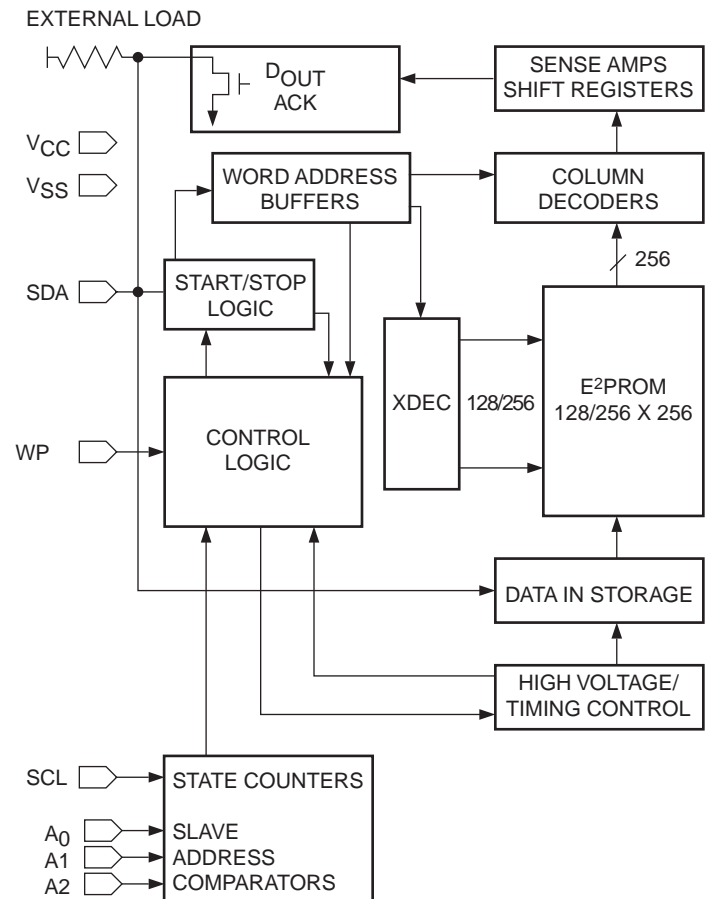 EXTERNAL LOAD
DOUT
ACK
SENSE AMPS
SHIFT REGISTERS
VCC
VSS
WORD ADDRESS
BUFFERS
COLUMN
DECODERS
256
SDA
START/STOP
LOGIC
XDEC
128/256
E2PROM
128/256 X 256
WP
CONTROL
LOGIC
DATA IN STORAGE
HIGH VOLTAGE/
TIMING CONTROL
SCL
STATE COUNTERS
A0
SLAVE
A1
ADDRESS
A2
COMPARATORS